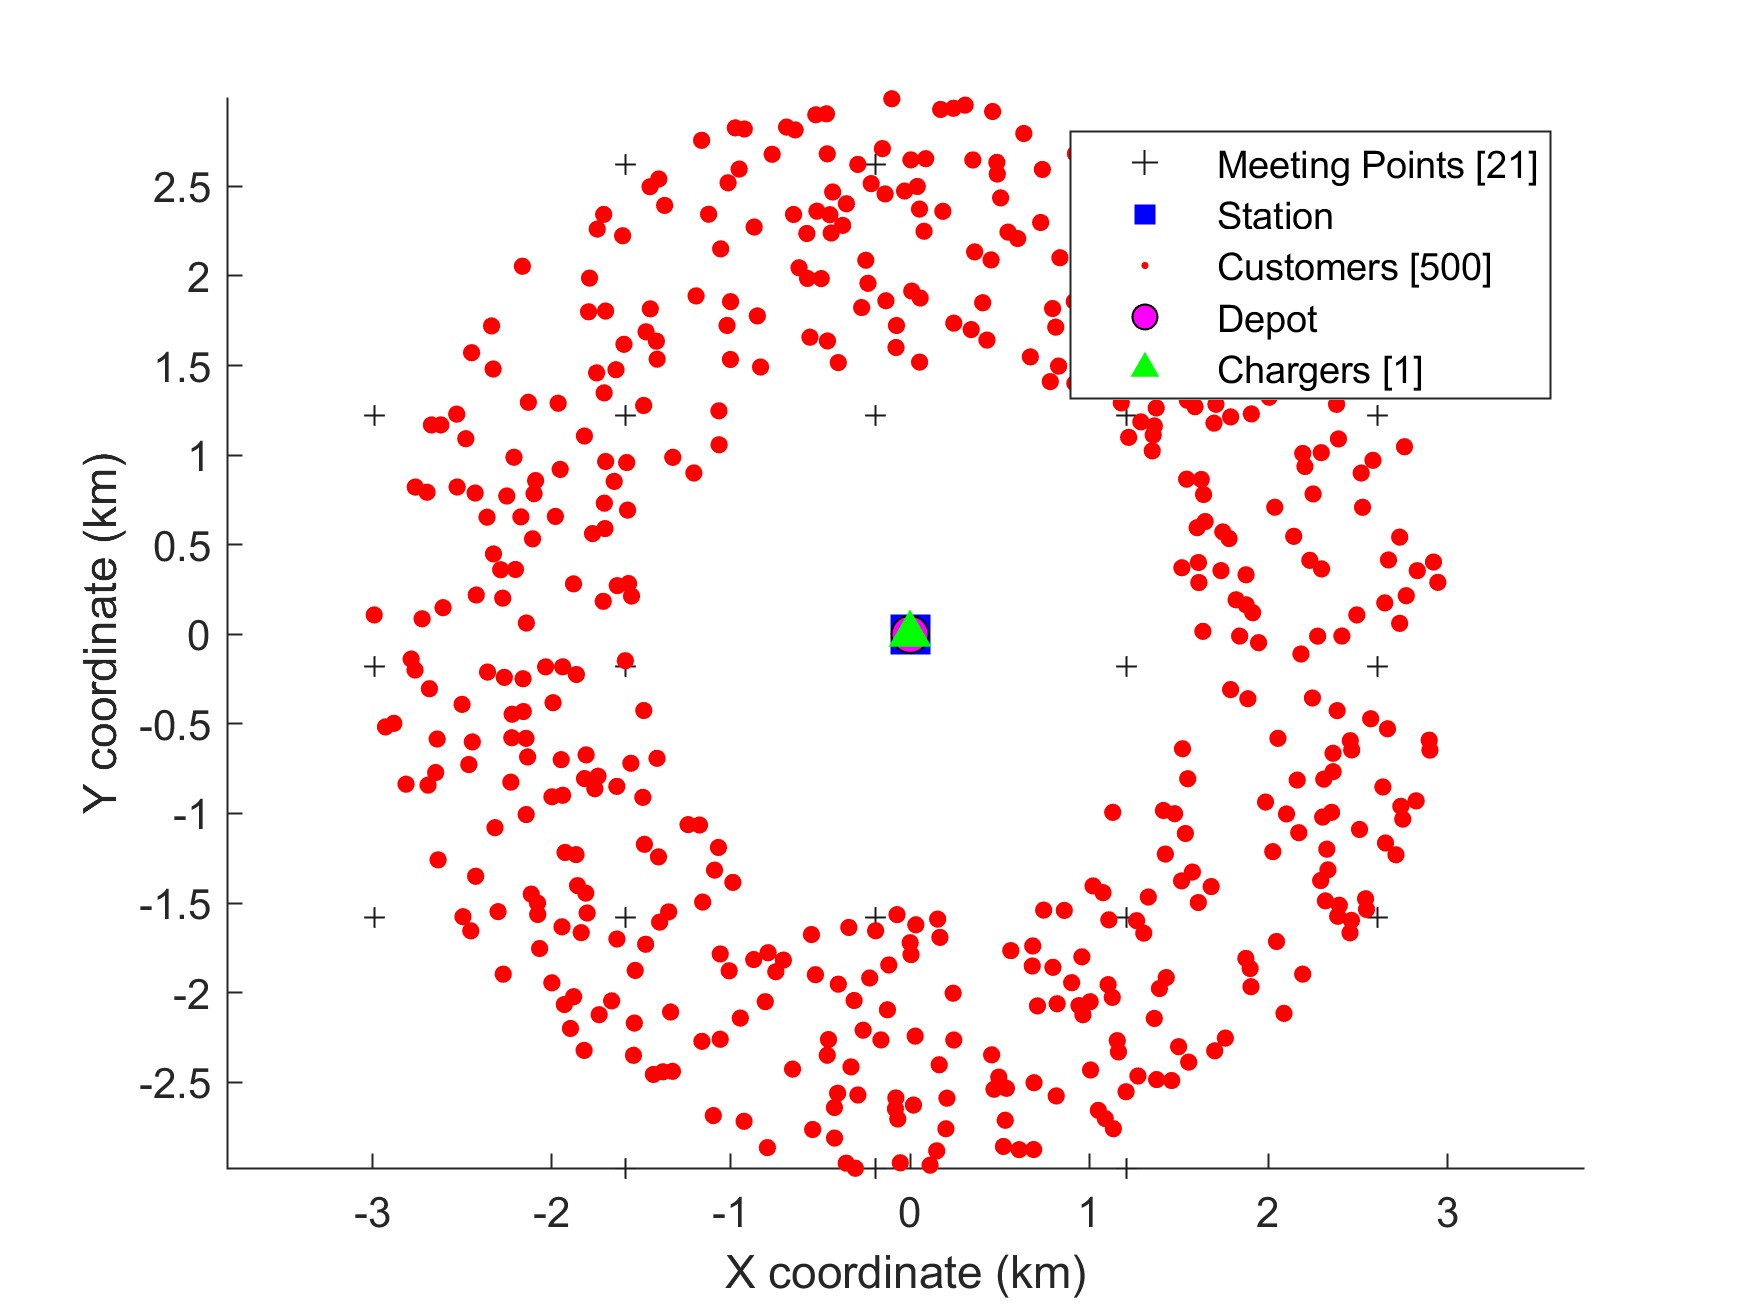 Meeting Points [21]
Station
Customers [500]
Depot
Chargers [1]
2.5
2
1.5
1
0.5
0
-0.5
-1
-1.5
-2
-2.5
Y coordinate (km)
-3 -2 -1 0 1 2 3
X coordinate (km)